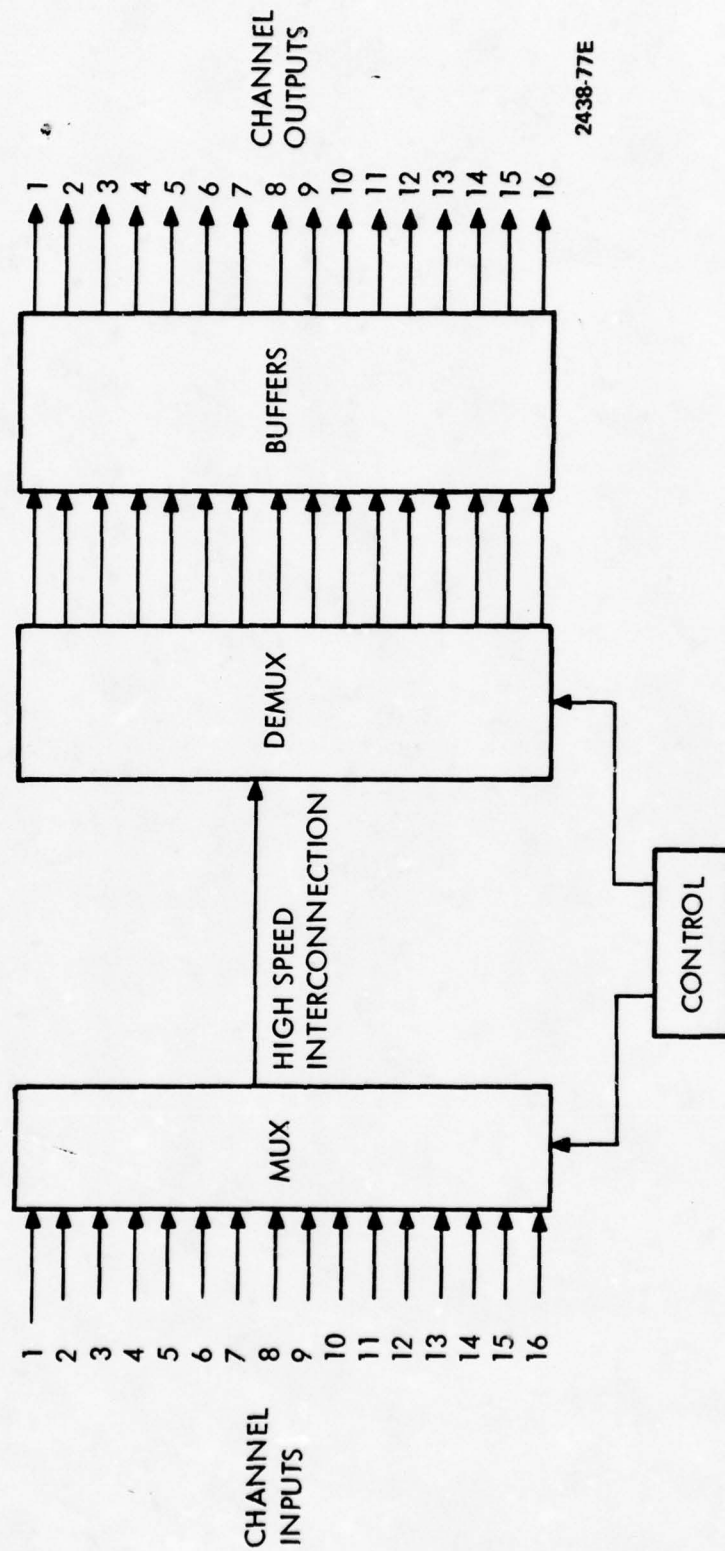 CHANNEL
INPUTS
1
2
3
4
5
6
7
8
9
10
11
12
13
14
15
16
MUX
HIGH SPEED
INTERCONNECTION
CONTROL
DEMUX
BUFFERS
1
2
3
4
5
6
7
8
9
10
11
12
13
14
15
16
CHANNEL
OUTPUTS
2438-77E